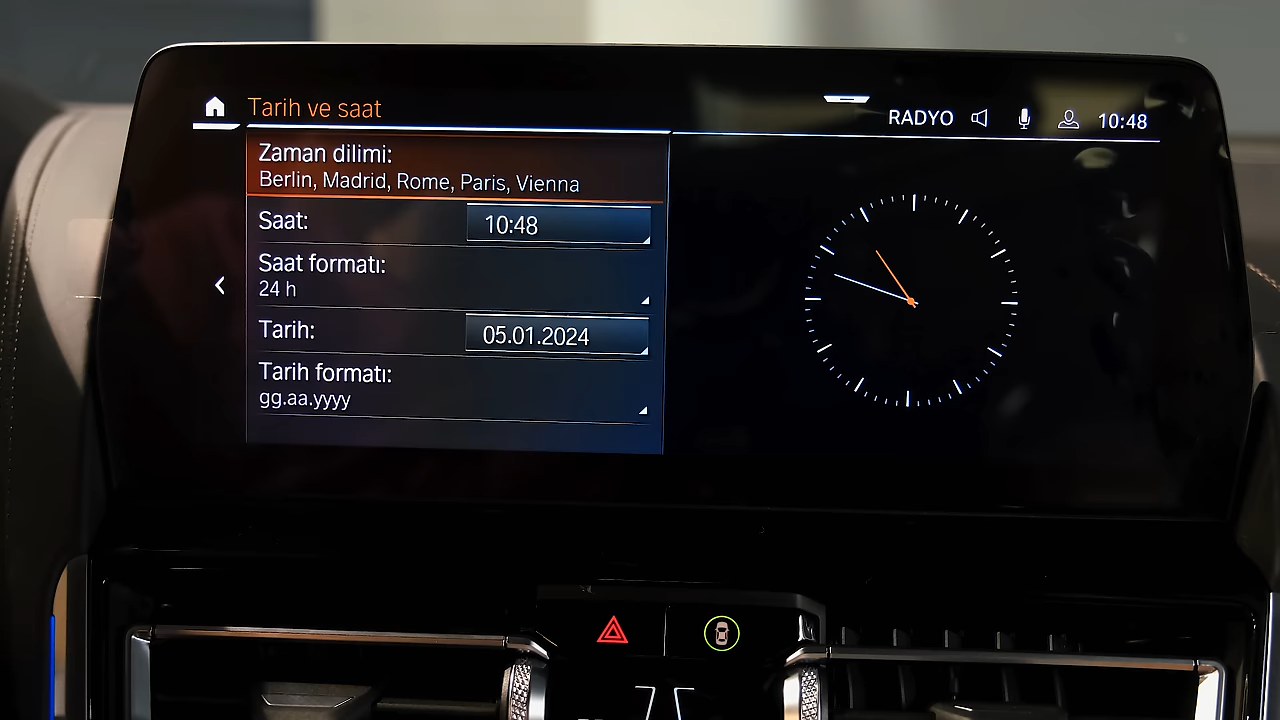 Tarih ve saat
RADYO 10:48
Zaman dilimi:
Berlin, Madrid, Rome, Paris, Vienna
Saat: 10:48
Saat formatı:
24 h
Tarih: 05.01.2024
Tarih formatı:
gg.aa.yyyy